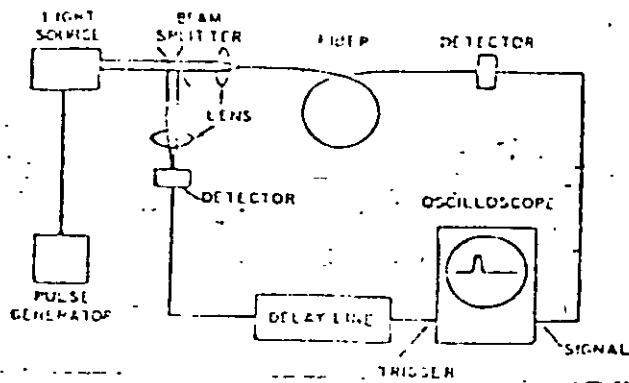 LIGHT
SOURCE
BEAM
SPLITTER
FIBER
DETECTOR
LENS
DETECTOR
OSCILLOSCOPE
PULSE
GENERATOR
DELAY LINE
TRIGGER
SIGNAL